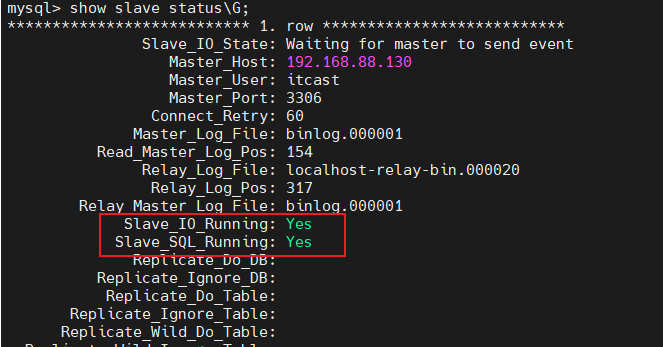 mysql> show slave status\G;
*************************** 1. row ***************************
Slave_IO_State: Waiting for master to send event
Master_Host: 192.168.88.130
Master_User: itcast
Master_Port: 3306
Connect_Retry: 60
Master_Log_File: binlog.000001
Read_Master_Log_Pos: 154
Relay_Log_File: localhost-relay-bin.000020
Relay_Log_Pos: 317
Relay_Master_Log_File: binlog.000001
Slave_IO_Running: Yes
Slave_SQL_Running: Yes
Replicate_Do_DB:
Replicate_Ignore_DB:
Replicate_Do_Table:
Replicate_Ignore_Table:
Replicate_Wild_Do_Table: